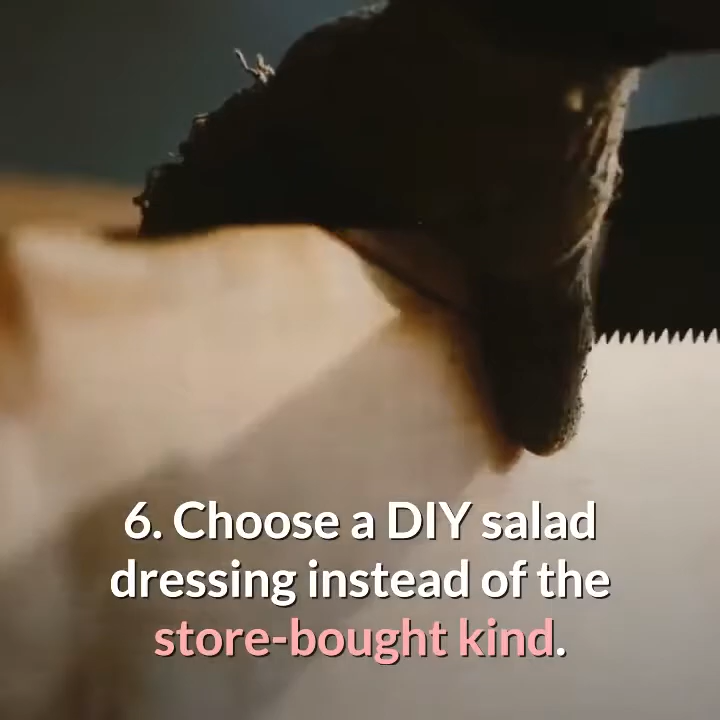 6. Choose a DIY salad
dressing instead of the
store-bought kind.